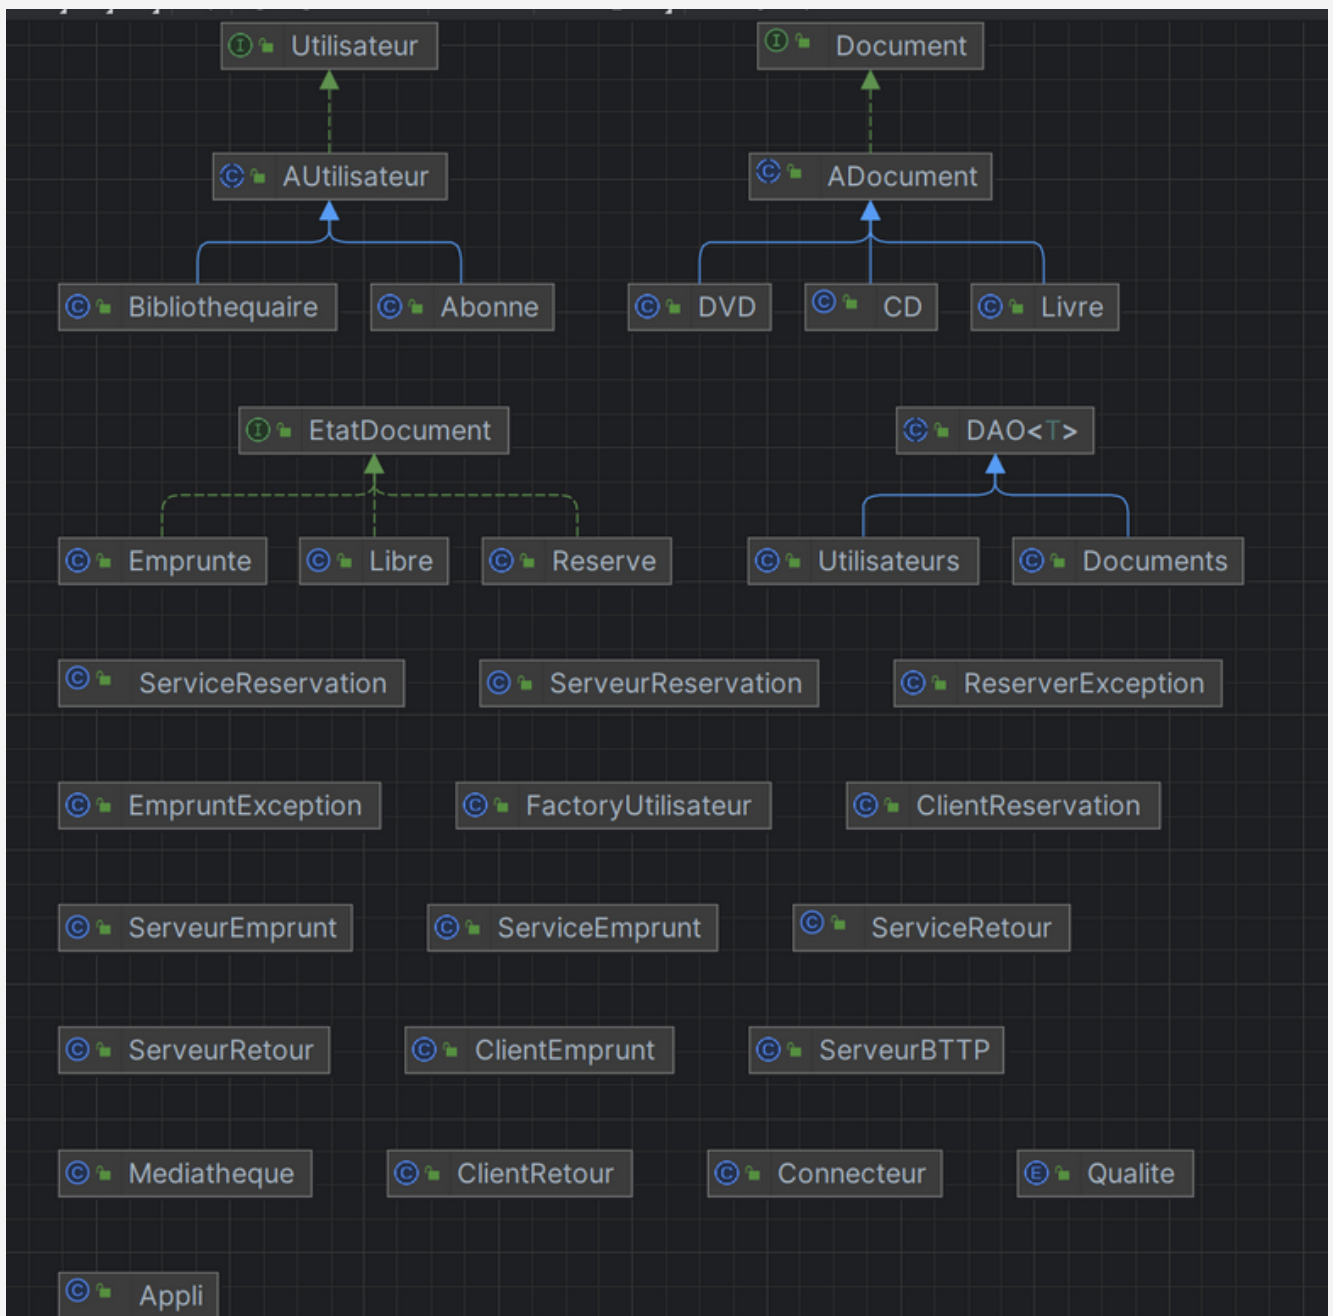 Utilisateur Document
AUtilisateur ADocument
Bibliothequaire Abonne DVD CD Livre
EtatDocument DAO<T>
Emprunte Libre Reserve Utilisateurs Documents
ServiceReservation ServeurReservation ReserverException
EmpruntException FactoryUtilisateur ClientReservation
ServeurEmprunt ServiceEmprunt ServiceRetour
ServeurRetour ClientEmprunt ServeurBTTP
Mediatheque ClientRetour Connecteur Qualite
Appli